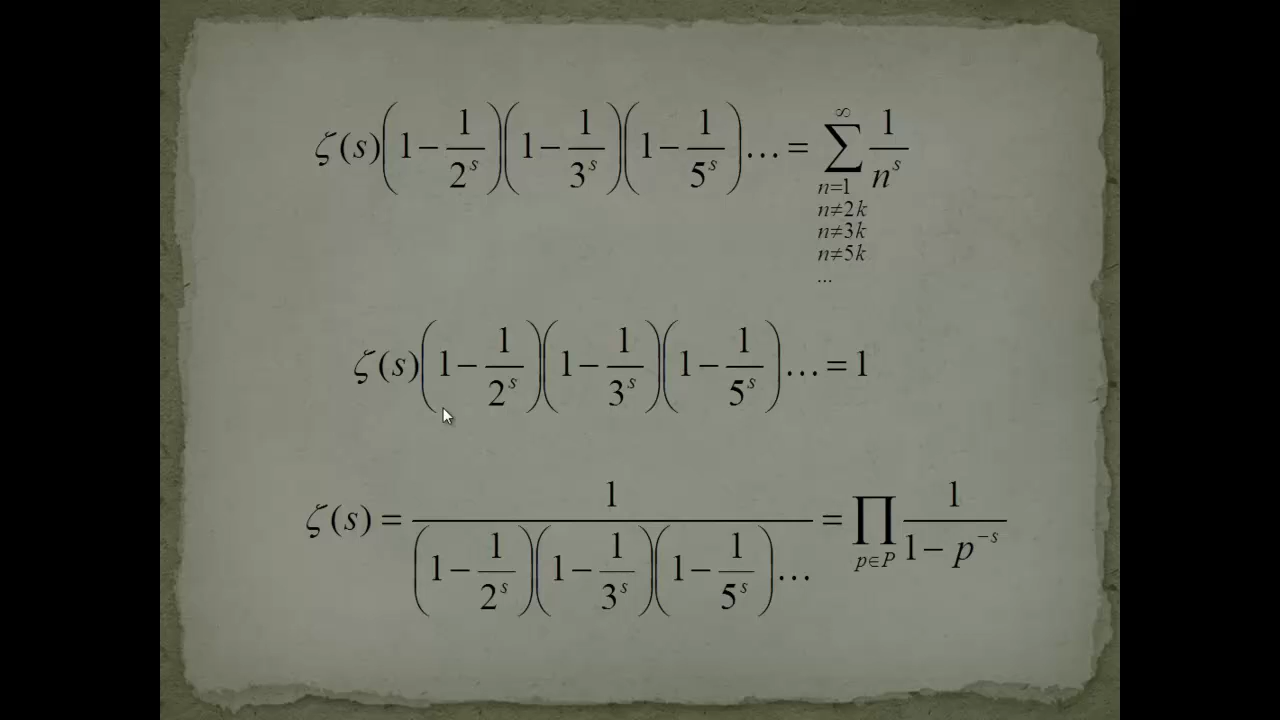 ζ(s)(1 − 1/2^s)(1 − 1/3^s)(1 − 1/5^s)… = ∑_{n=1, n≠2k, n≠3k, n≠5k, ...}^{∞} 1/n^s
ζ(s)(1 − 1/2^s)(1 − 1/3^s)(1 − 1/5^s)… = 1
ζ(s) = 1/((1 − 1/2^s)(1 − 1/3^s)(1 − 1/5^s)…) = ∏_{p∈P} 1/(1 − p^{−s})